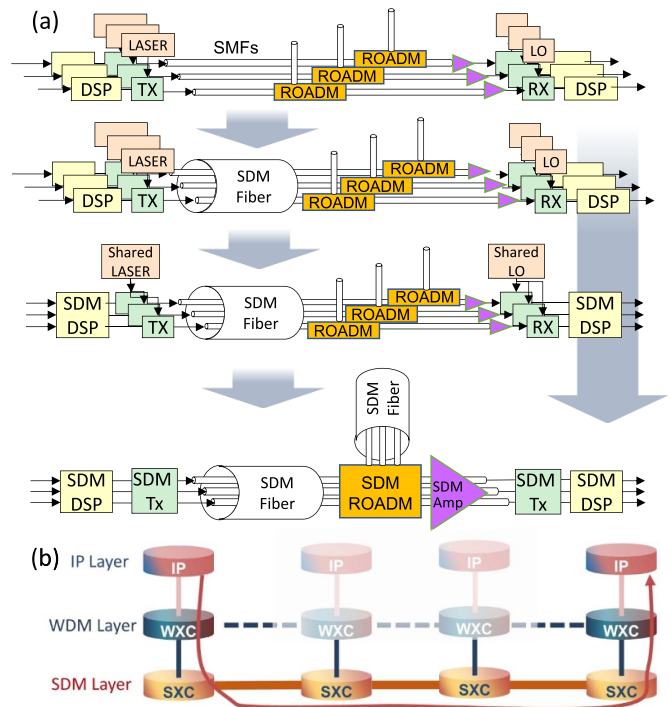 (a)
LASER
SMFs
LO
ROADM
ROADM
ROADM
DSP
TX
RX
DSP
LASER
SDM
Fiber
LO
ROADM
ROADM
ROADM
DSP
TX
RX
DSP
Shared
LASER
Shared
LO
SDM
DSP
TX
SDM
Fiber
ROADM
ROADM
ROADM
RX
SDM
DSP
SDM
Fiber
SDM
DSP
SDM
Tx
SDM
Fiber
SDM
ROADM
SDM
Amp
SDM
Tx
SDM
DSP
(b)
IP Layer
IP
IP
IP
IP
WDM Layer
WXC
WXC
WXC
WXC
SDM Layer
SXC
SXC
SXC
SXC